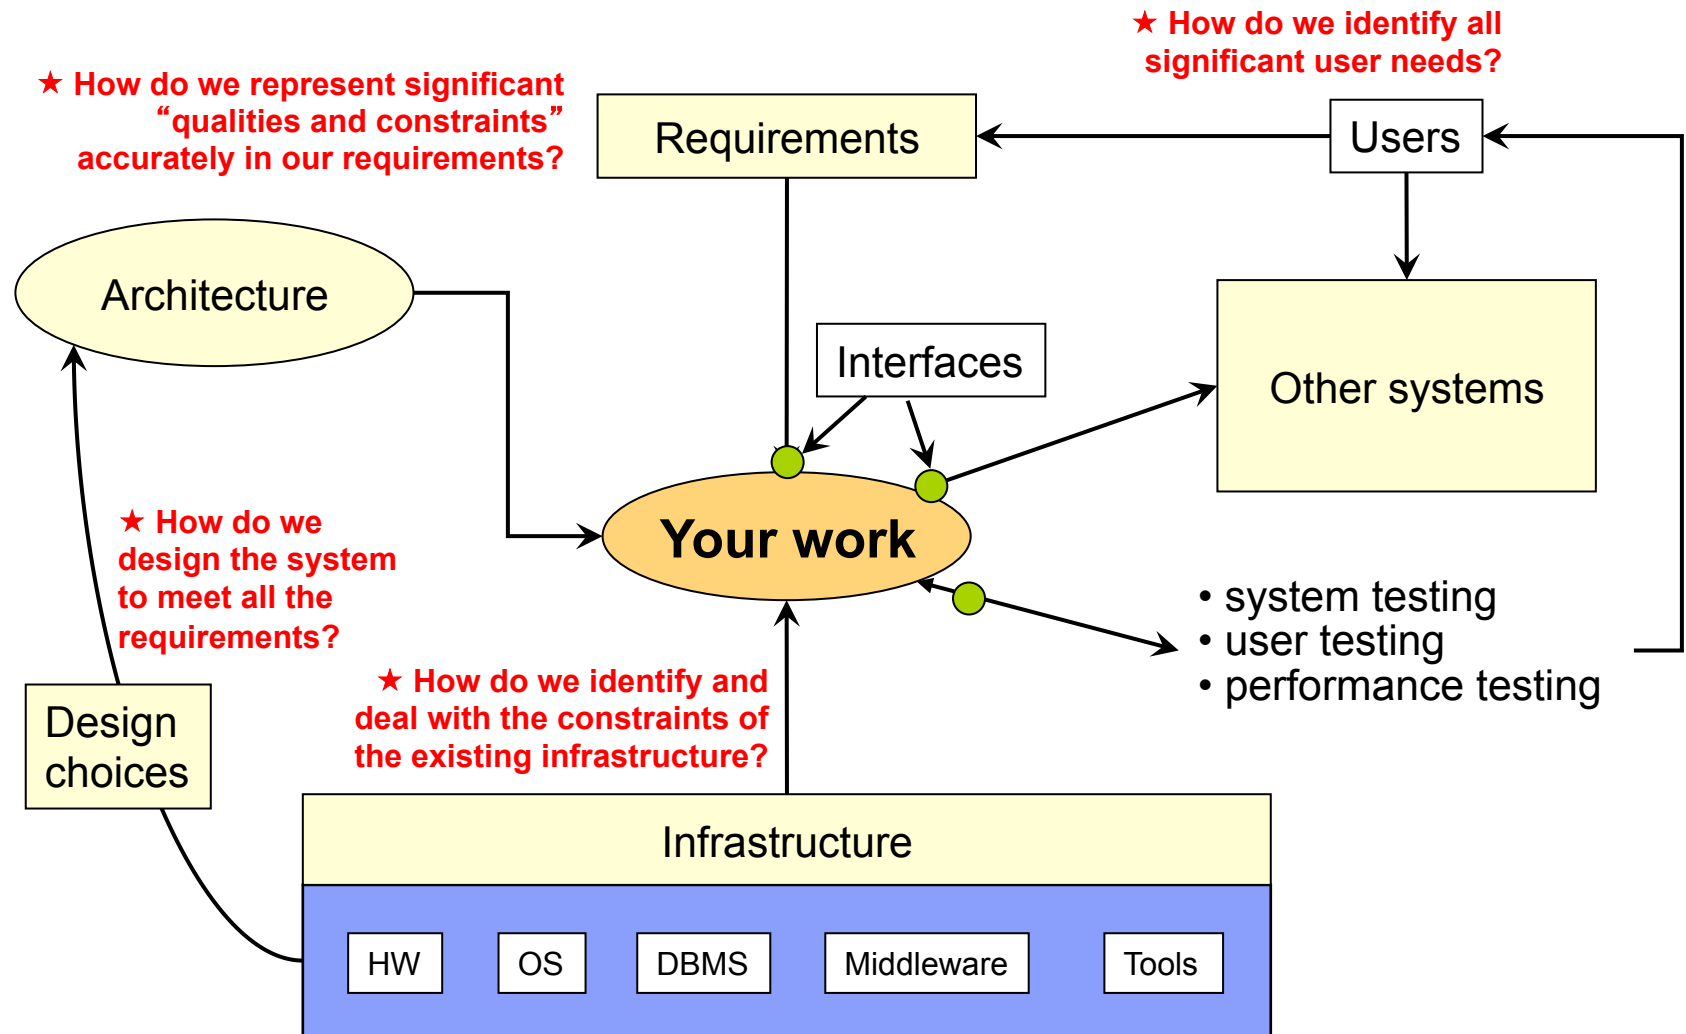 ★ How do we identify all
significant user needs?
★ How do we represent significant
“qualities and constraints”
accurately in our requirements?
Requirements
Users
Architecture
Interfaces
Other systems
Your work
★ How do we
design the system
to meet all the
requirements?
• system testing
• user testing
• performance testing
★ How do we identify and
deal with the constraints of
the existing infrastructure?
Design
choices
Infrastructure
HW
OS
DBMS
Middleware
Tools